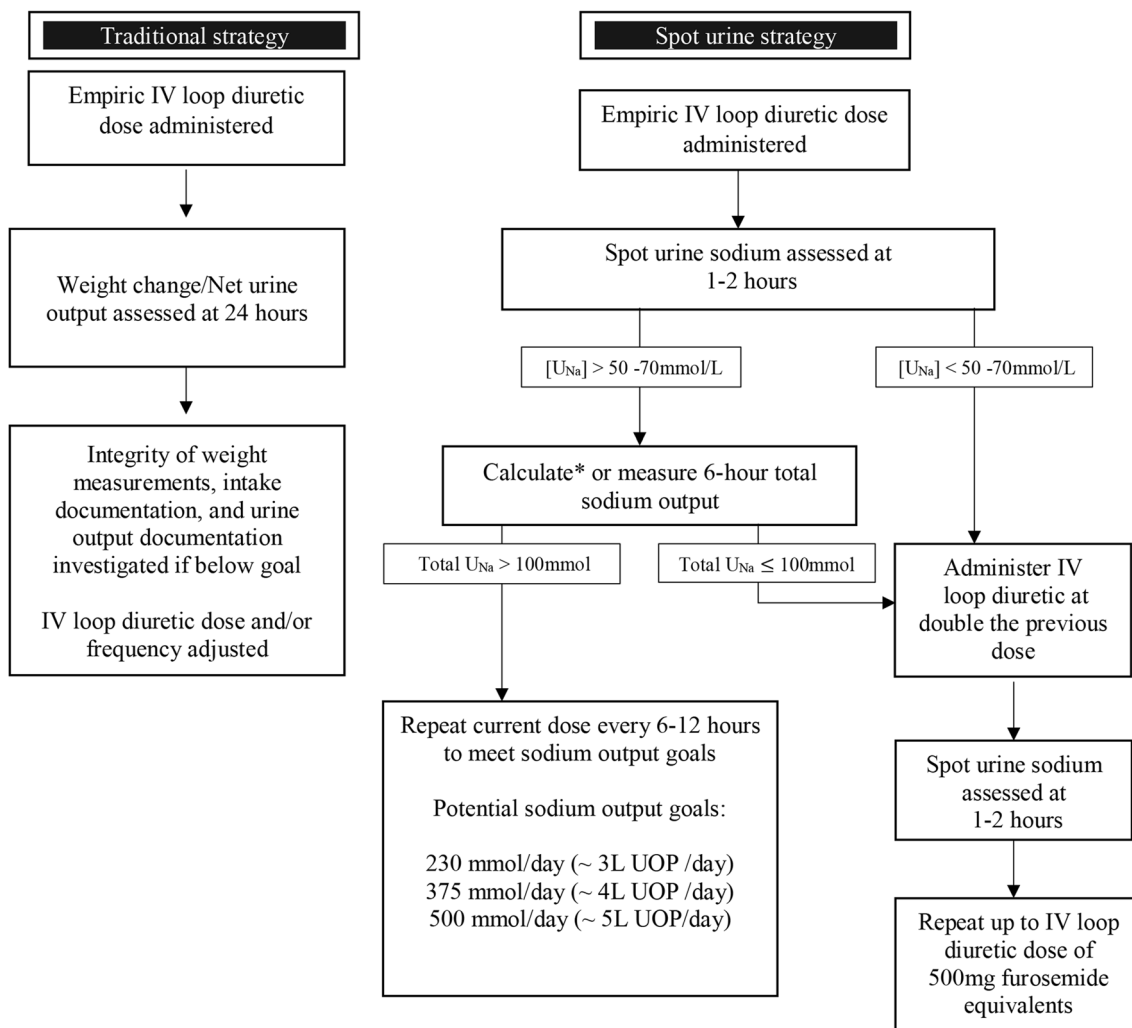 Traditional strategy
Empiric IV loop diuretic
dose administered
Weight change/Net urine
output assessed at 24 hours
Integrity of weight
measurements, intake
documentation, and urine
output documentation
investigated if below goal
IV loop diuretic dose and/or
frequency adjusted
Spot urine strategy
Empiric IV loop diuretic dose
administered
Spot urine sodium assessed at
1-2 hours
[UNa] > 50 -70mmol/L
[UNa] < 50 -70mmol/L
Calculate* or measure 6-hour total
sodium output
Total UNa > 100mmol
Total UNa ≤ 100mmol
Repeat current dose every 6-12 hours
to meet sodium output goals
Potential sodium output goals:
230 mmol/day (~ 3L UOP /day)
375 mmol/day (~ 4L UOP /day)
500 mmol/day (~ 5L UOP/day)
Administer IV
loop diuretic at
double the previous
dose
Spot urine sodium
assessed at
1-2 hours
Repeat up to IV loop
diuretic dose of
500mg furosemide
equivalents